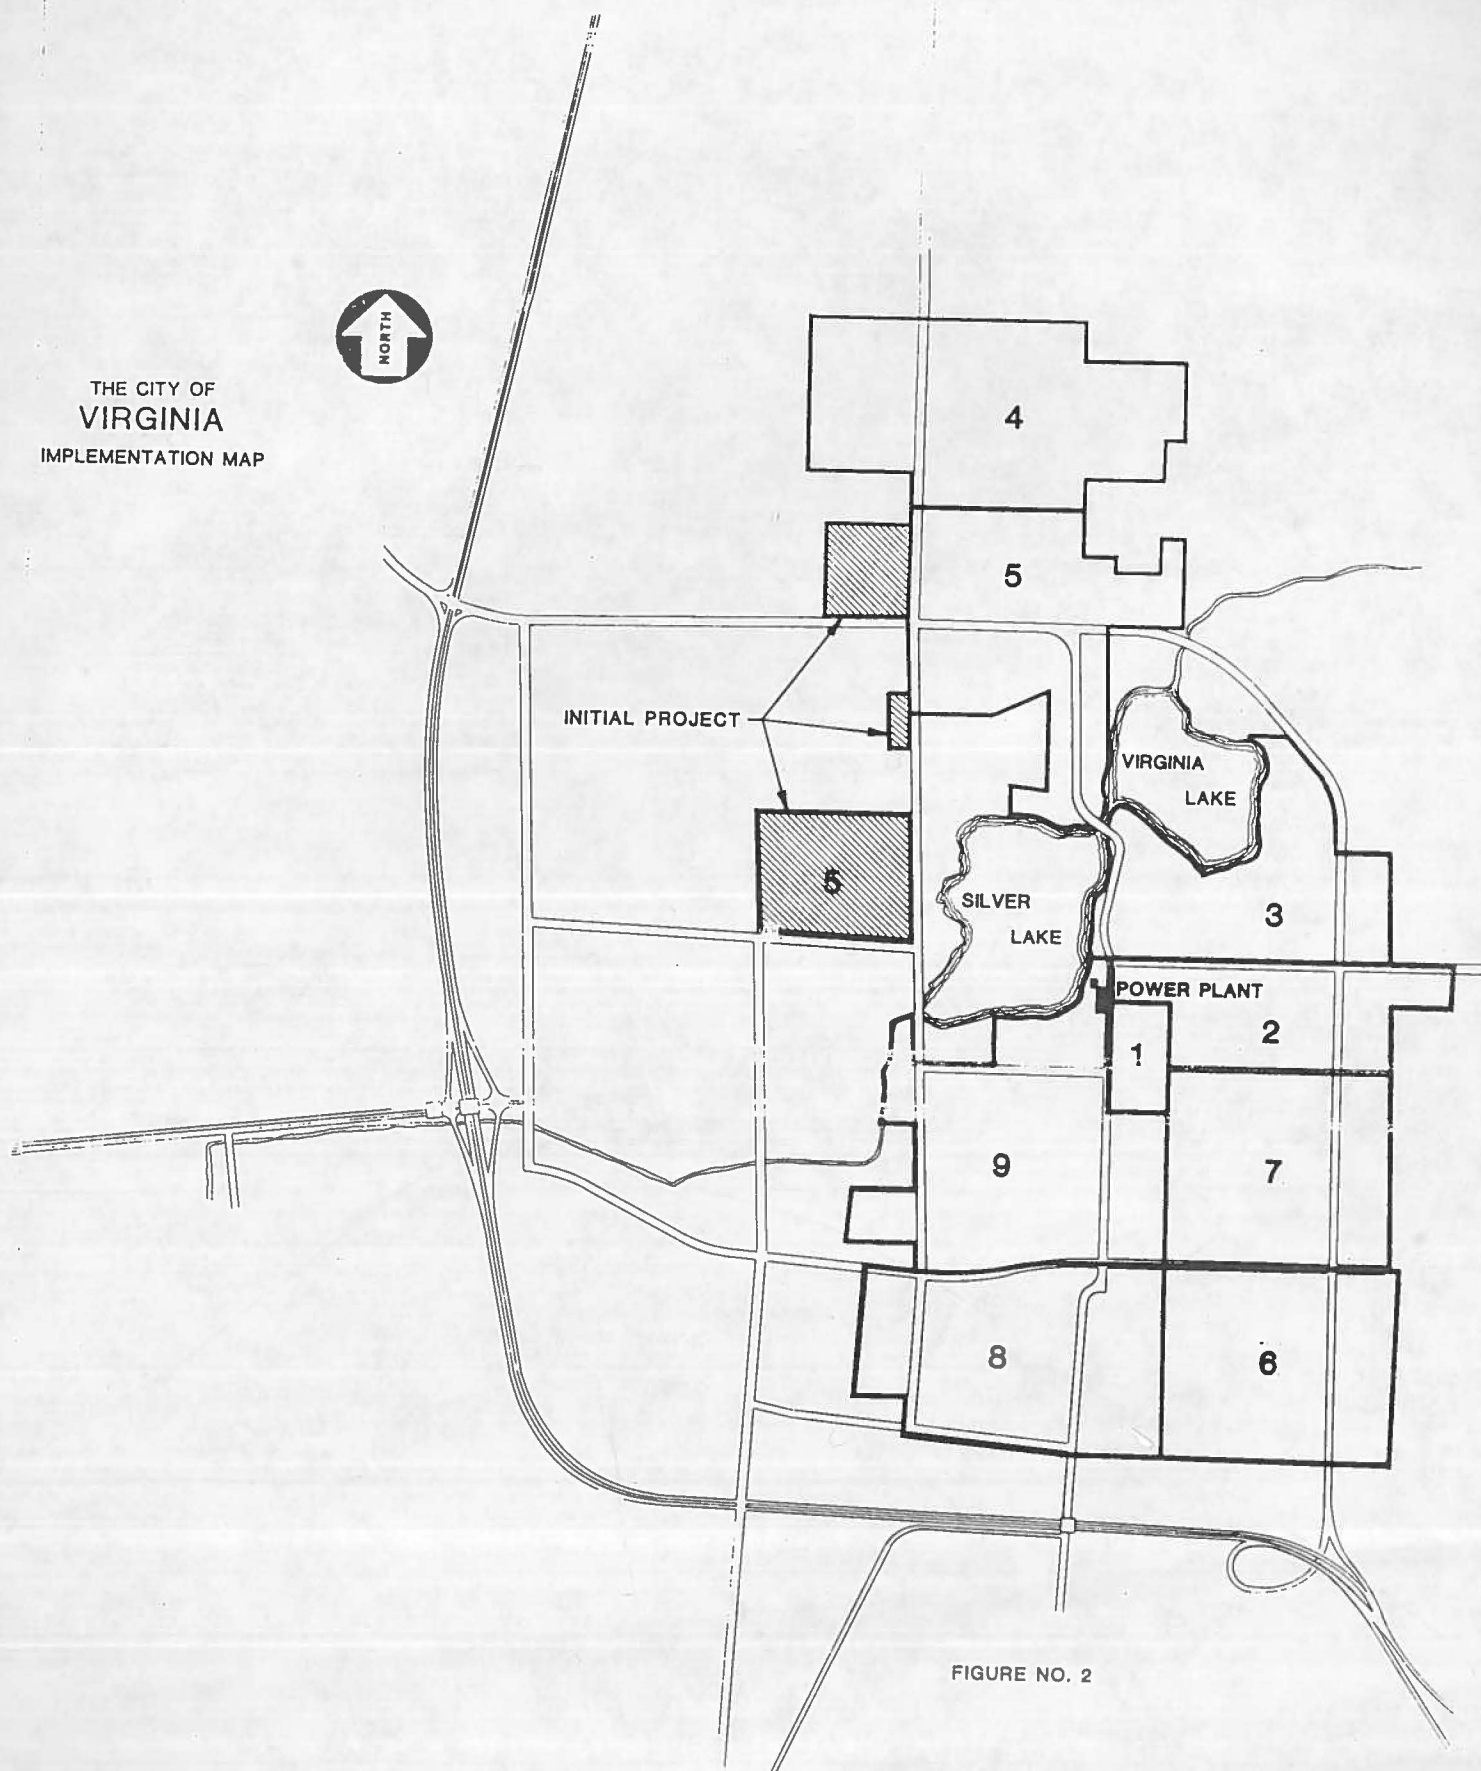 NORTH
THE CITY OF
VIRGINIA
IMPLEMENTATION MAP
4
5
INITIAL PROJECT
VIRGINIA
LAKE
5
SILVER
LAKE
3
POWER PLANT
2
1
9
7
8
6
FIGURE NO. 2